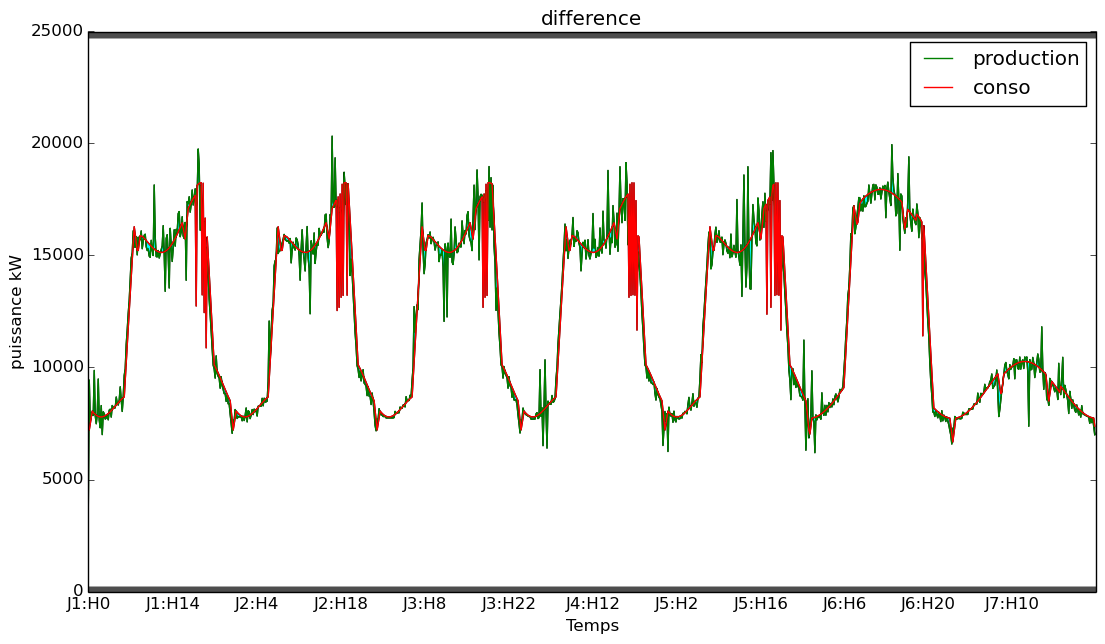 difference
25000
20000
15000
10000
5000
0
puissance kW
production
conso
J1:H0 J1:H14 J2:H4 J2:H18 J3:H8 J3:H22 J4:H12 J5:H2 J5:H16 J6:H6 J6:H20 J7:H10
Temps